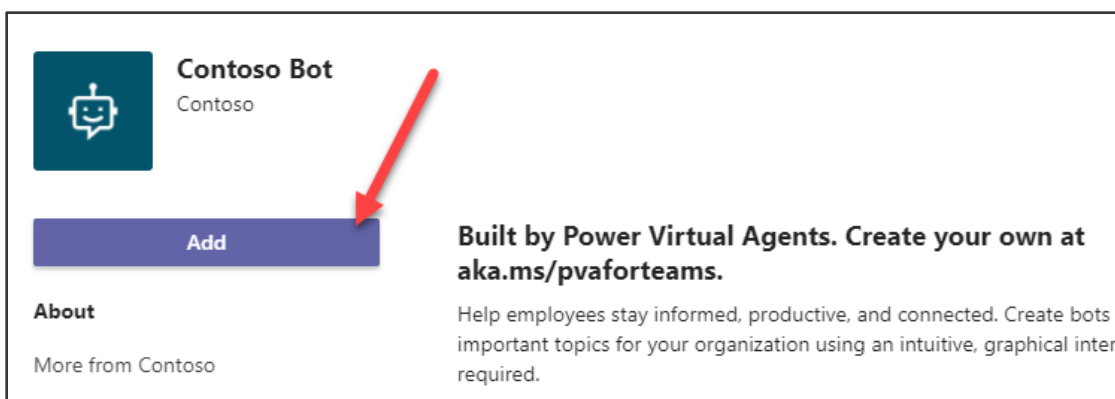 Contoso Bot
Contoso
Add
Built by Power Virtual Agents. Create your own at
aka.ms/pvaforteams.
About
Help employees stay informed, productive, and connected. Create bots
important topics for your organization using an intuitive, graphical
More from Contoso
required.